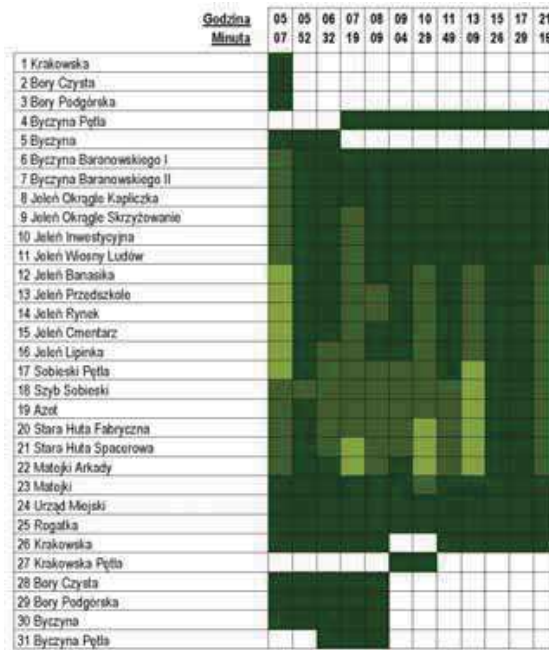 Godzina 05 05 06 07 08 09 10 11 13 15 17 21
Minuta 07 52 32 19 09 04 29 49 09 26 29 19
1 Krakowska
2 Bory Czysta
3 Bory Podgórska
4 Byczyna Pętla
5 Byczyna
6 Byczyna Baranowskiego I
7 Byczyna Baranowskiego II
8 Jeleń Okrągle Kapliczka
9 Jeleń Okrągle Skrzyżowanie
10 Jeleń Inwestycyjna
11 Jeleń Wiosny Ludów
12 Jeleń Banasika
13 Jeleń Przedszkole
14 Jeleń Rynek
15 Jeleń Cmentarz
16 Jeleń Lipinka
17 Sobieski Pętla
18 Szyb Sobieski
19 Azot
20 Stara Huta Fabryczna
21 Stara Huta Spacerowa
22 Matejki Arkady
23 Matejki
24 Urząd Miejski
25 Rogatka
26 Krakowska
27 Krakowska Pętla
28 Bory Czysta
29 Bory Podgórska
30 Byczyna
31 Byczyna Pętla